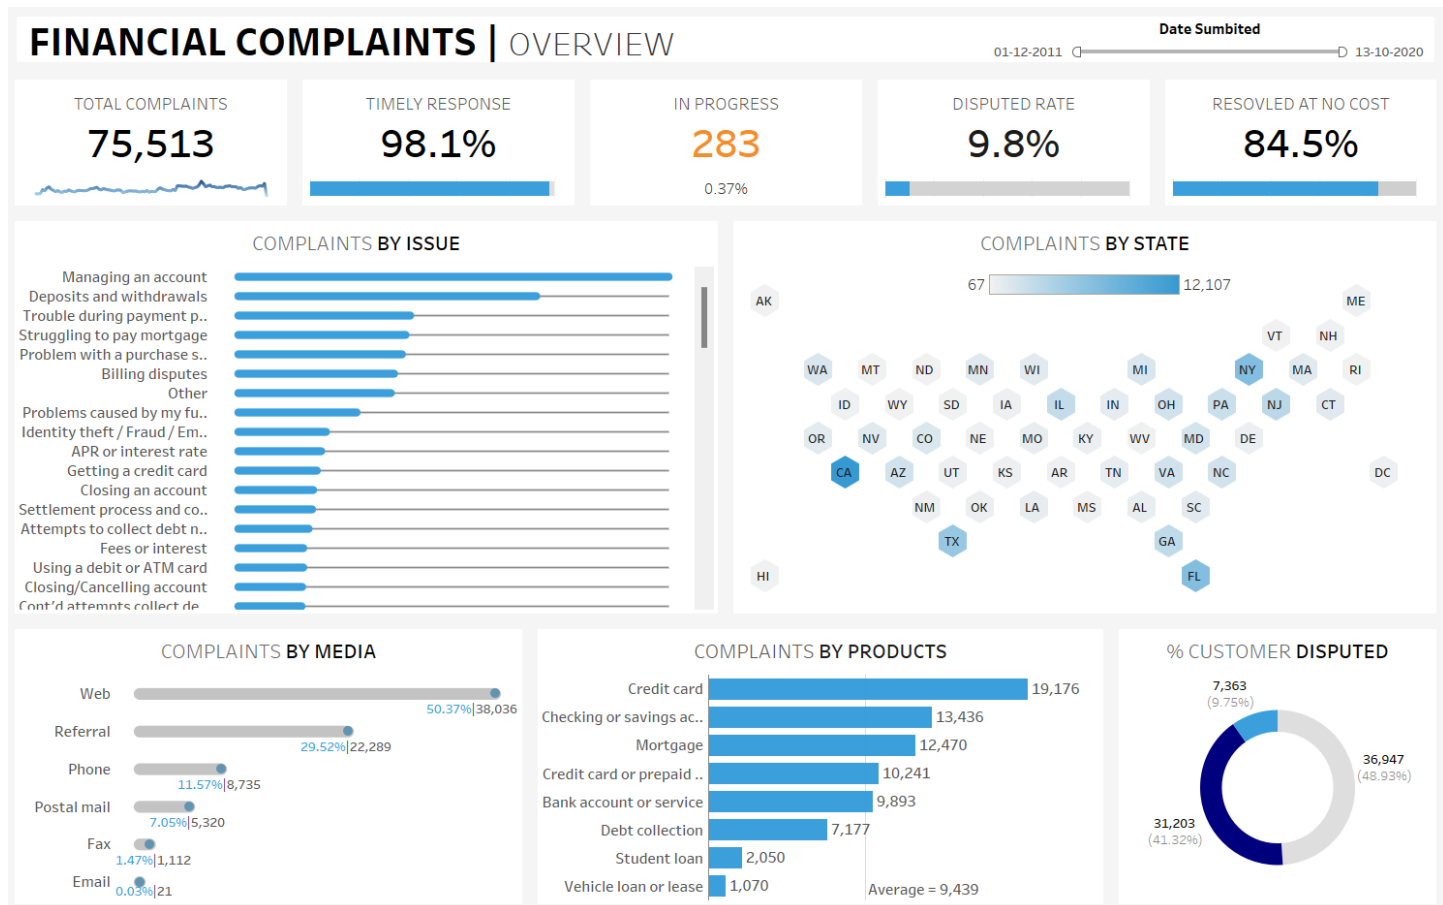 FINANCIAL COMPLAINTS | OVERVIEW
Date Sumbited
01-12-2011 13-10-2020
TOTAL COMPLAINTS
75,513
TIMELY RESPONSE
98.1%
IN PROGRESS
283
0.37%
DISPUTED RATE
9.8%
RESOVLED AT NO COST
84.5%
COMPLAINTS BY ISSUE
Managing an account
Deposits and withdrawals
Trouble during payment p..
Struggling to pay mortgage
Problem with a purchase s..
Billing disputes
Other
Problems caused by my fu..
Identity theft / Fraud / Em..
APR or interest rate
Getting a credit card
Closing an account
Settlement process and co..
Attempts to collect debt n..
Fees or interest
Using a debit or ATM card
Closing/Cancelling account
Cont'd attempts collect de..
COMPLAINTS BY STATE
67 12,107
AK ME
VT NH
WA MT ND MN WI MI NY MA RI
ID WY SD IA IL IN OH PA NJ CT
OR NV CO NE MO KY WV MD DE
CA AZ UT KS AR TN VA NC DC
NM OK LA MS AL SC
TX GA
HI FL
COMPLAINTS BY MEDIA
Web
50.37%|38,036
Referral
29.52%|22,289
Phone
11.57%|8,735
Postal mail
7.05%|5,320
Fax
1.47%|1,112
Email
0.03%|21
COMPLAINTS BY PRODUCTS
Credit card 19,176
Checking or savings ac.. 13,436
Mortgage 12,470
Credit card or prepaid .. 10,241
Bank account or service 9,893
Debt collection 7,177
Student loan 2,050
Vehicle loan or lease 1,070
Average = 9,439
% CUSTOMER DISPUTED
7,363
(9.75%)
36,947
(48.93%)
31,203
(41.32%)